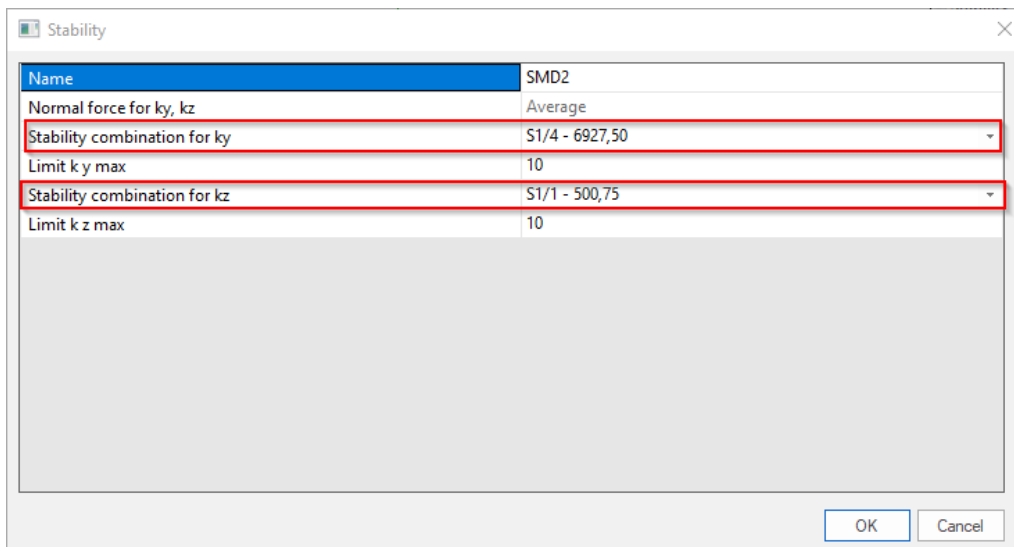 Stability
Name SMD2
Normal force for ky, kz Average
Stability combination for ky S1/4 - 6927,50
Limit k y max 10
Stability combination for kz S1/1 - 500,75
Limit k z max 10
OK Cancel